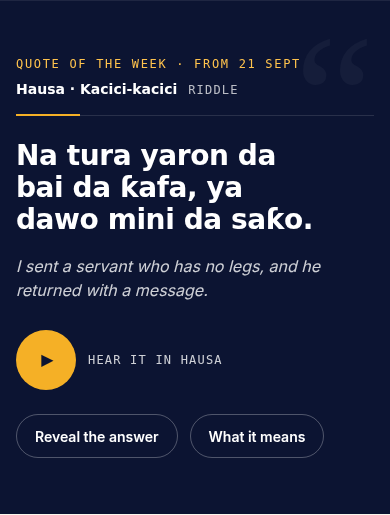 QUOTE OF THE WEEK · FROM 21 SEPT
Hausa · Kacici-kacici RIDDLE
Na tura yaron da
bai da ƙafa, ya
dawo mini da saƙo.
I sent a servant who has no legs, and he
returned with a message.
HEAR IT IN HAUSA
Reveal the answer
What it means